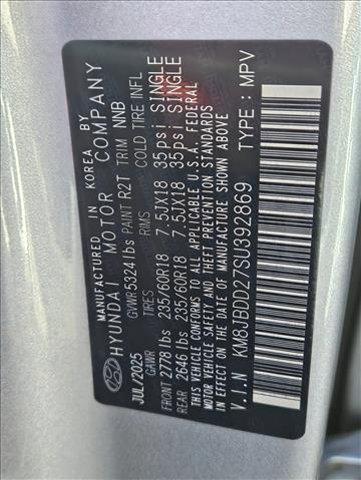 MANUFACTURED IN KOREA BY
HYUNDAI MOTOR COMPANY
JUL/2025 GVWR 5324 lbs PAINT R2T TRIM NNB
GAWR TIRES RIMS COLD TIRE INFL
FRONT 2778 lbs 235/60R18 7.5JX18 35psi SINGLE
REAR 2646 lbs 235/60R18 7.5JX18 35psi SINGLE
THIS VEHICLE CONFORMS TO ALL APPLICABLE U.S.A. FEDERAL
MOTOR VEHICLE SAFETY AND THEFT PREVENTION
STANDARDS IN EFFECT ON THE DATE OF MANUFACTURE SHOWN ABOVE
V.I.N KM8JBDD27SU392869 TYPE: MPV